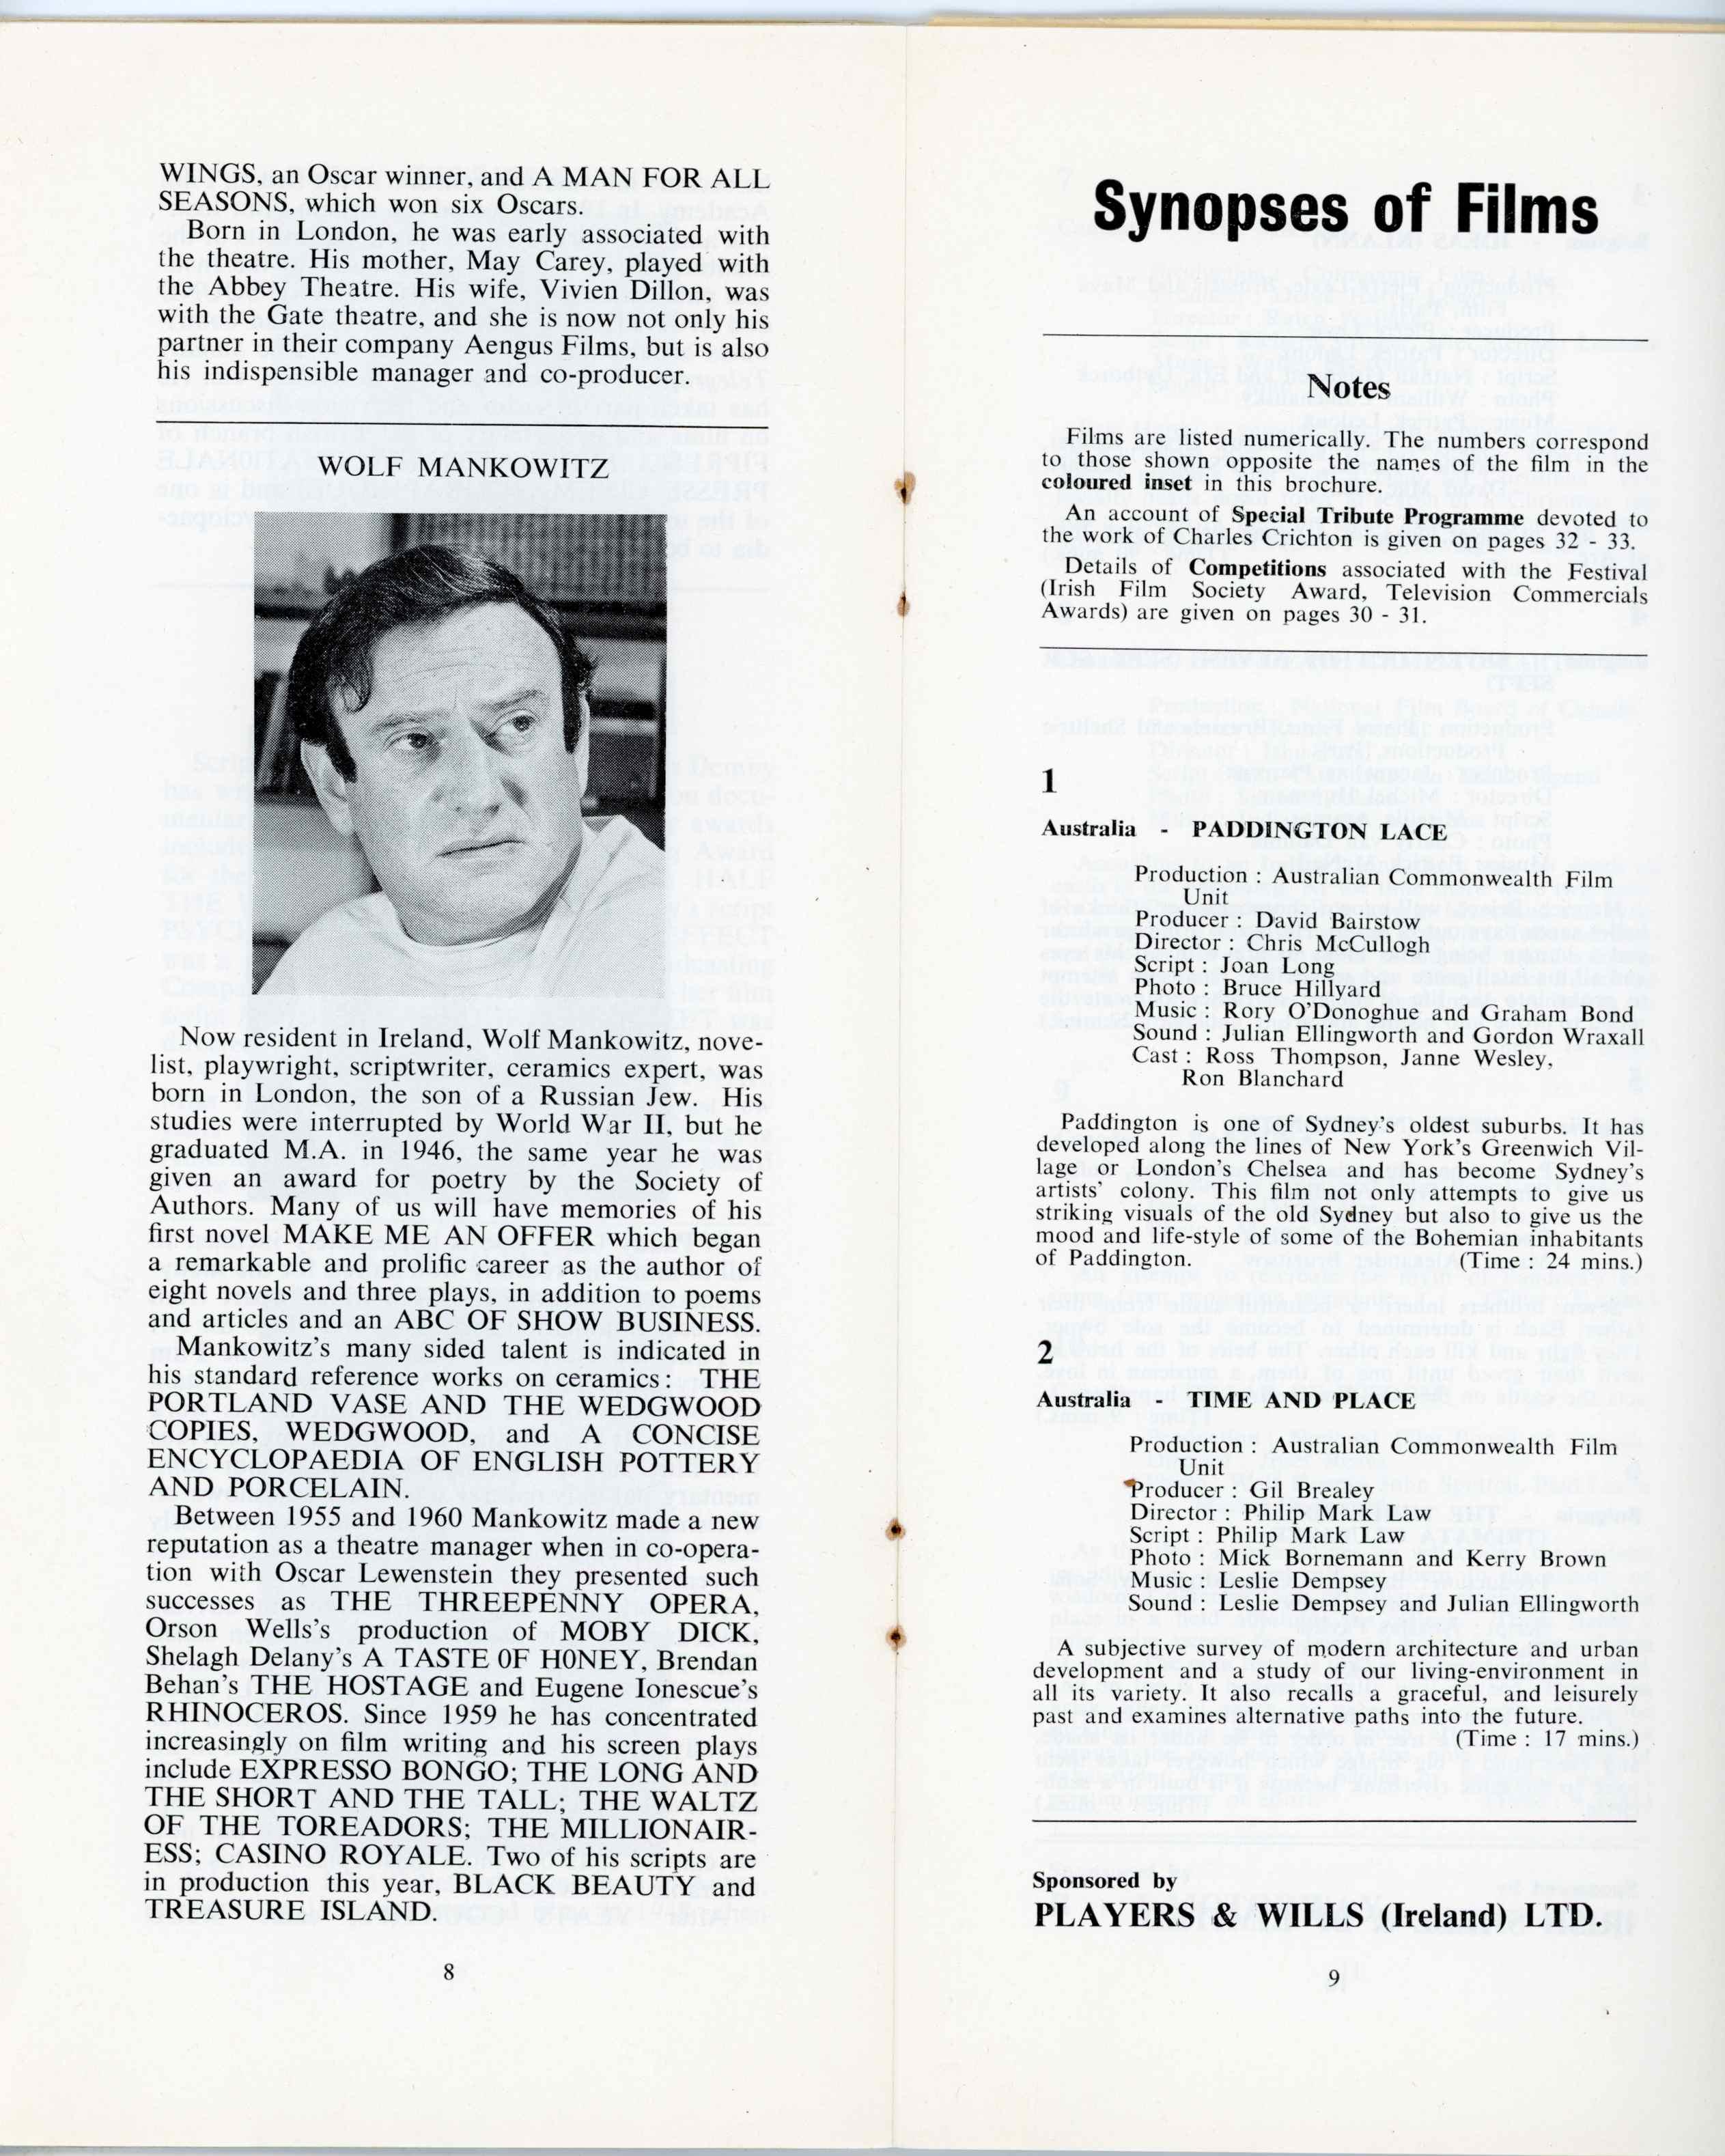 WINGS, an Oscar winner, and A MAN FOR ALL
SEASONS, which won six Oscars.
Born in London, he was early associated with
the theatre. His mother, May Carey, played with
the Abbey Theatre. His wife, Vivien Dillon, was
with the Gate theatre, and she is now not only his
partner in their company Aengus Films, but is also
his indispensible manager and co-producer.
WOLF MANKOWITZ
Now resident in Ireland, Wolf Mankowitz, nove-
list, playwright, scriptwriter, ceramics expert, was
born in London, the son of a Russian Jew. His
studies were interrupted by World War II, but he
graduated M.A. in 1946, the same year he was
given an award for poetry by the Society of
Authors. Many of us will have memories of his
first novel MAKE ME AN OFFER which began
a remarkable and prolific career as the author of
eight novels and three plays, in addition to poems
and articles and an ABC OF SHOW BUSINESS.
Mankowitz's many sided talent is indicated in
his standard reference works on ceramics: THE
PORTLAND VASE AND THE WEDGWOOD
COPIES, WEDGWOOD, and A CONCISE
ENCYCLOPAEDIA OF ENGLISH POTTERY
AND PORCELAIN.
Between 1955 and 1960 Mankowitz made a new
reputation as a theatre manager when in co-opera-
tion with Oscar Lewenstein they presented such
successes as THE THREEPENNY OPERA,
Orson Wells's production of MOBY DICK,
Shelagh Delany's A TASTE OF HONEY, Brendan
Behan's THE HOSTAGE and Eugene Ionescue's
RHINOCEROS. Since 1959 he has concentrated
increasingly on film writing and his screen plays
include EXPRESSO BONGO; THE LONG AND
THE SHORT AND THE TALL; THE WALTZ
OF THE TOREADORS; THE MILLIONAIR-
ESS; CASINO ROYALE. Two of his scripts are
in production this year, BLACK BEAUTY and
TREASURE ISLAND.
8
Synopses of Films
Notes
Films are listed numerically. The numbers correspond
to those shown opposite the names of the film in the
coloured inset in this brochure.
An account of Special Tribute Programme devoted to
the work of Charles Crichton is given on pages 32 - 33.
Details of Competitions associated with the Festival
(Irish Film Society Award, Television Commercials
Awards) are given on pages 30 - 31.
1
Australia - PADDINGTON LACE
Production : Australian Commonwealth Film
Unit
Producer : David Bairstow
Director : Chris McCullogh
Script : Joan Long
Photo : Bruce Hillyard
Music : Rory O'Donoghue and Graham Bond
Sound : Julian Ellingworth and Gordon Wraxall
Cast : Ross Thompson, Janne Wesley,
Ron Blanchard
Paddington is one of Sydney's oldest suburbs. It has
developed along the lines of New York's Greenwich Vil-
lage or London's Chelsea and has become Sydney's
artists' colony. This film not only attempts to give us
striking visuals of the old Sydney but also to give us the
mood and life-style of some of the Bohemian inhabitants
of Paddington. (Time : 24 mins.)
2
Australia - TIME AND PLACE
Production : Australian Commonwealth Film
Unit
Producer : Gil Brealey
Director : Philip Mark Law
Script : Philip Mark Law
Photo : Mick Bornemann and Kerry Brown
Music : Leslie Dempsey
Sound : Leslie Dempsey and Julian Ellingworth
A subjective survey of modern architecture and urban
development and a study of our living-environment in
all its variety. It also recalls a graceful, and leisurely
past and examines alternative paths into the future.
(Time : 17 mins.)
Sponsored by
PLAYERS & WILLS (Ireland) LTD.
9